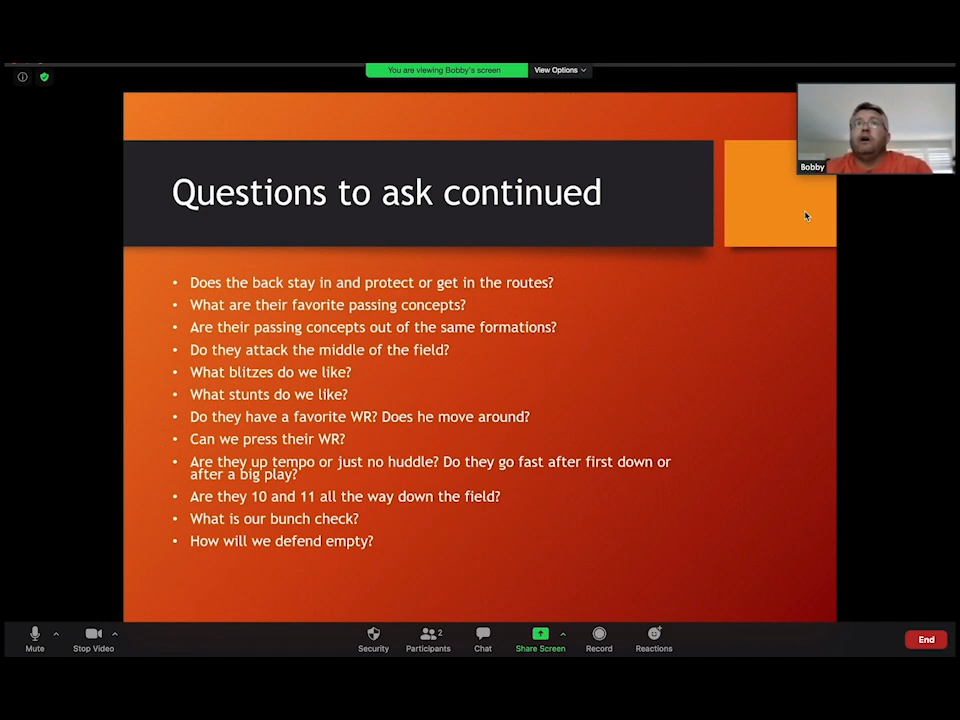 You are viewing Bobby's screen
View Options
Bobby
Questions to ask continued
• Does the back stay in and protect or get in the routes?
• What are their favorite passing concepts?
• Are their passing concepts out of the same formations?
• Do they attack the middle of the field?
• What blitzes do we like?
• What stunts do we like?
• Do they have a favorite WR? Does he move around?
• Can we press their WR?
• Are they up tempo or just no huddle? Do they go fast after first down or
after a big play?
• Are they 10 and 11 all the way down the field?
• What is our bunch check?
• How will we defend empty?
Mute
Stop Video
Security
Participants
2
Chat
Share Screen
Record
Reactions
End